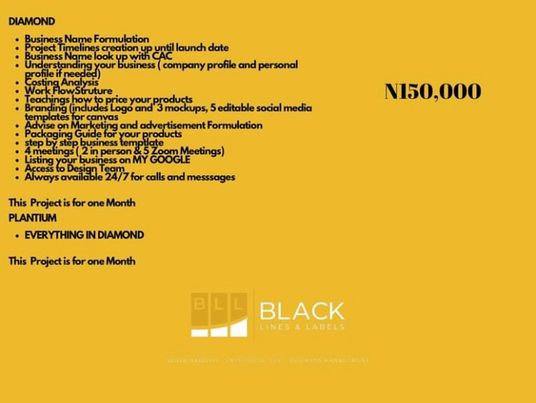 DIAMOND
Business Name Formulation
Project Timelines creation up until launch date
Business Name look up with CAC
Understanding your business ( company profile and personal
profile if needed)
Costing Analysis
Work FlowStruture
Teachings how to price your products
Branding (includes Logo and 3 mockups, 5 editable social media
templates for canvas
Advise on Marketing and advertisement Formulation
Packaging Guide for your products
step by step business temptlate
4 meetings ( 2 in person & 5 Zoom Meetings)
Listing your business on MY GOOGLE
Access to Design Team
Always available 24/7 for calls and messsages
N150,000
This Project is for one Month
PLANTIUM
EVERYTHING IN DIAMOND
This Project is for one Month
BLL
BLACK
LINES & LABELS